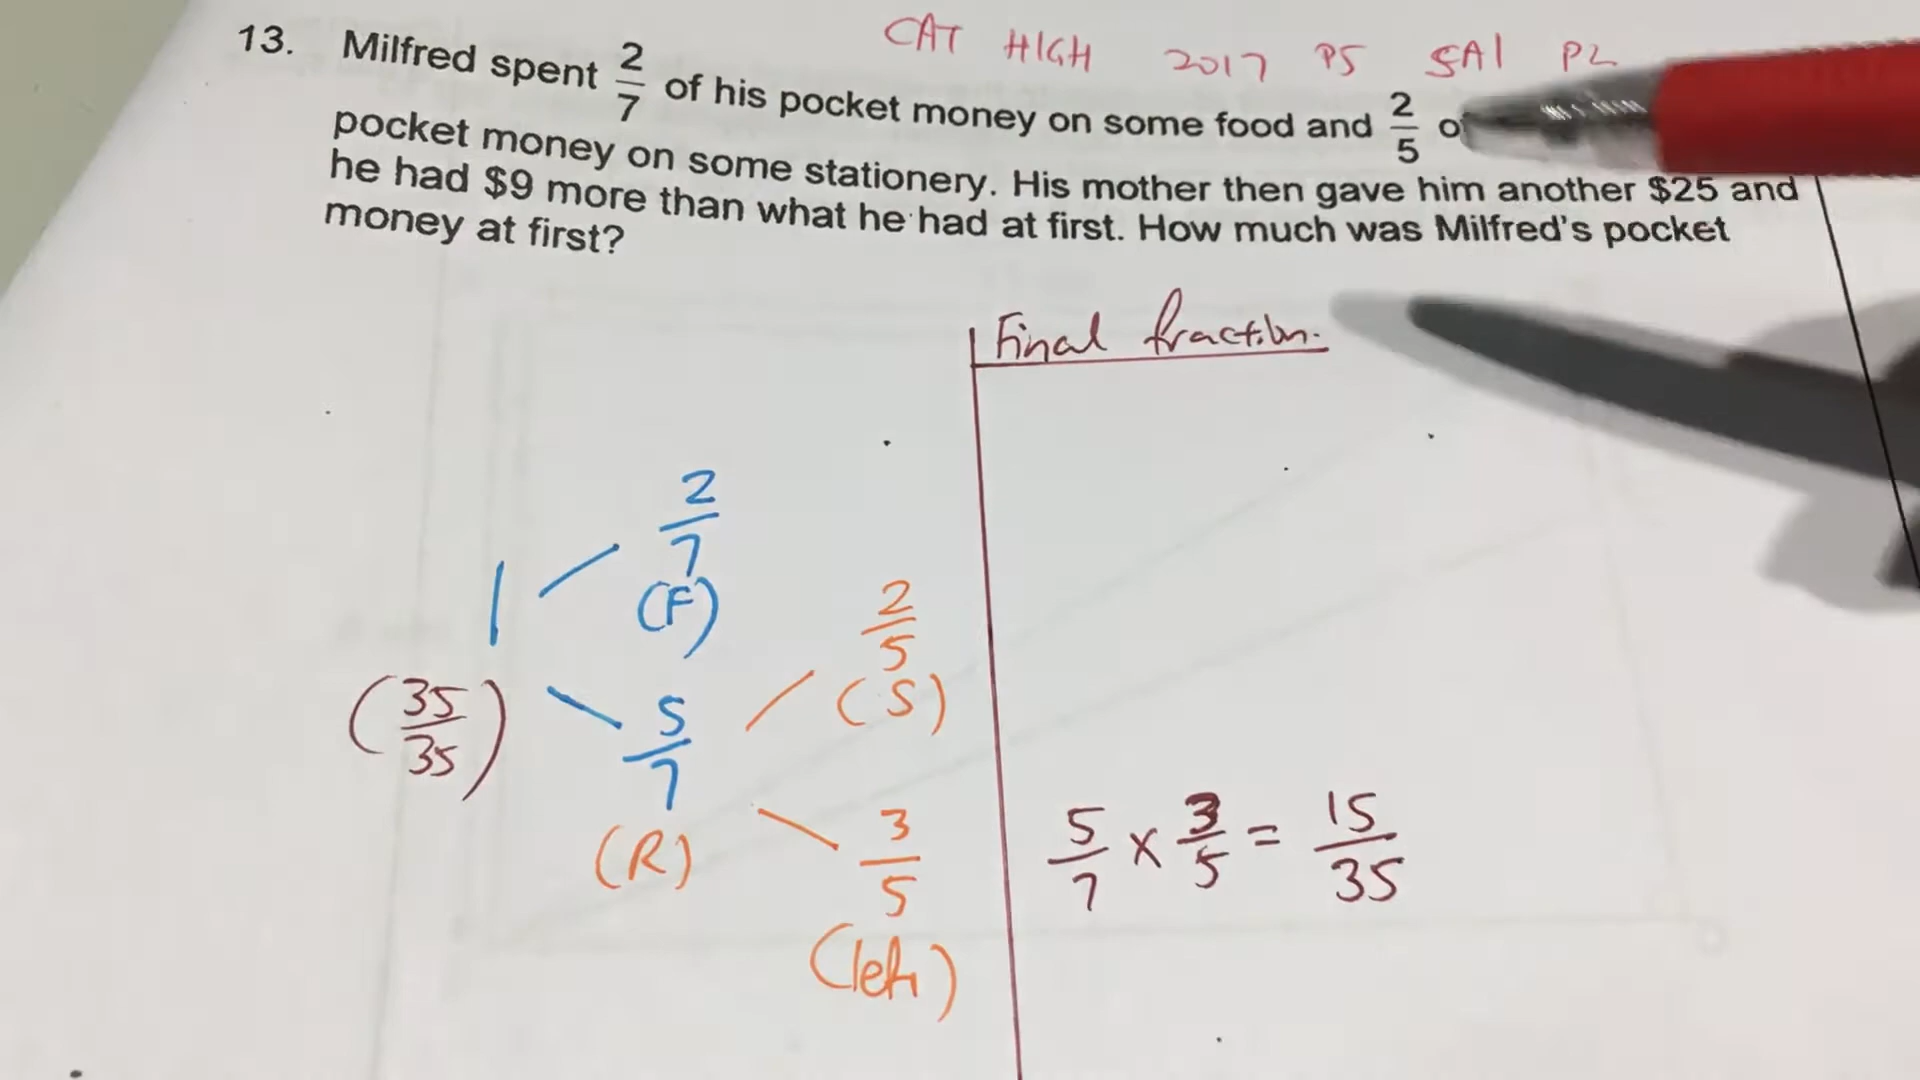 CAT HIGH 2017 P5 SA1 P2
13. Milfred spent 2/7 of his pocket money on some food and 2/5
pocket money on some stationery. His mother then gave him another $25 and
he had $9 more than what he had at first. How much was Milfred's pocket
money at first?
Final fraction.
2/7
(F)
1
(35/35)
5/7
(R)
2/5
(S)
3/5
(left)
5/7 x 3/5 = 15/35